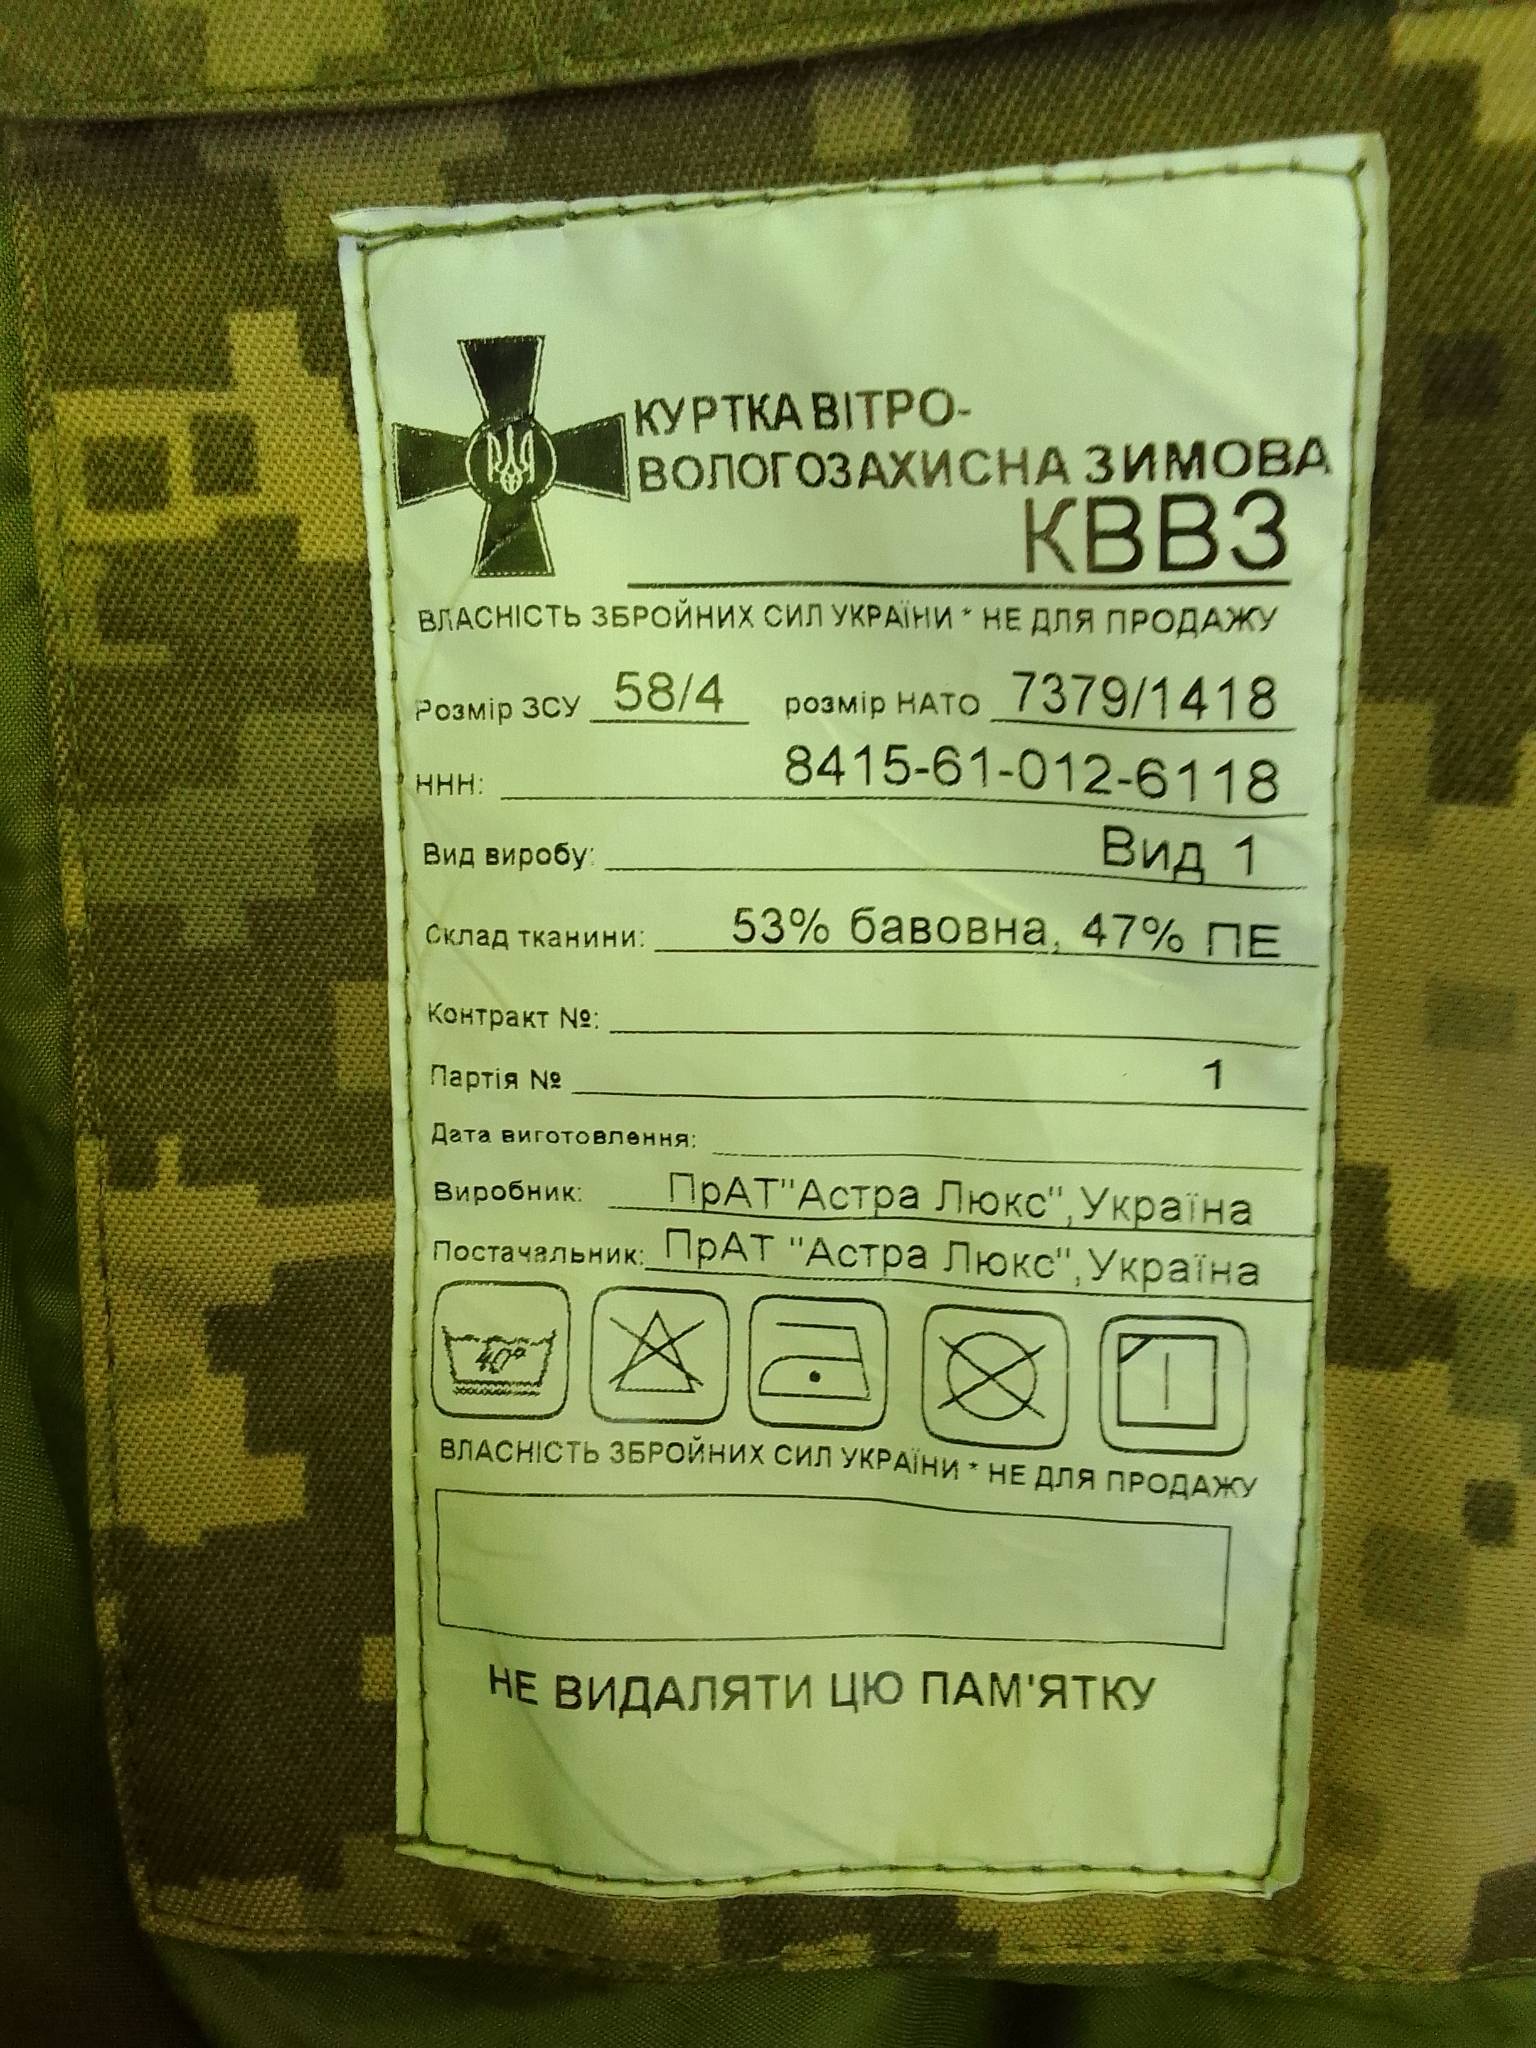 КУРТКА ВІТРО-
ВОЛОГОЗАХИСНА ЗИМОВА
КВВЗ
ВЛАСНІСТЬ ЗБРОЙНИХ СИЛ УКРАЇНИ * НЕ ДЛЯ ПРОДАЖУ
Розмір ЗСУ 58/4 розмір НАТО 7379/1418
ННН: 8415-61-012-6118
Вид виробу: Вид 1
Склад тканини: 53% бавовна, 47% ПЕ
Контракт №:
Партія № 1
Дата виготовлення:
Виробник: ПрАТ"Астра Люкс",Україна
Постачальник: ПрАТ "Астра Люкс",Україна
40°
ВЛАСНІСТЬ ЗБРОЙНИХ СИЛ УКРАЇНИ * НЕ ДЛЯ ПРОДАЖУ
НЕ ВИДАЛЯТИ ЦЮ ПАМ'ЯТКУ